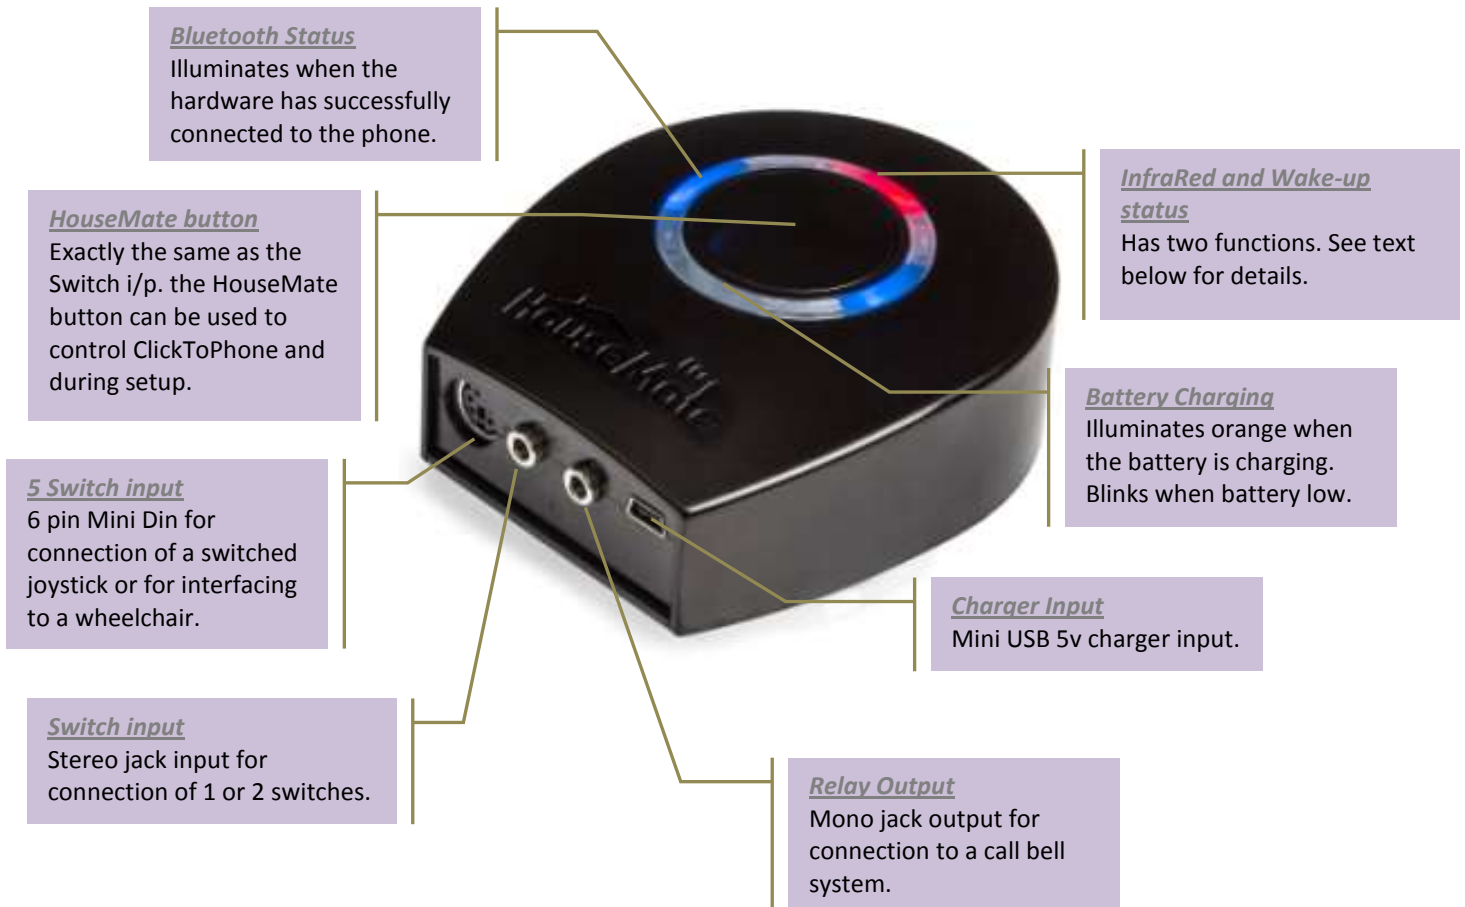 Bluetooth Status
Illuminates when the
hardware has successfully
connected to the phone.
InfraRed and Wake-up
status
Has two functions. See text
below for details.
HouseMate button
Exactly the same as the
Switch i/p. the HouseMate
button can be used to
control ClickToPhone and
during setup.
HouseMate
Battery Charging
Illuminates orange when
the battery is charging.
Blinks when battery low.
5 Switch input
6 pin Mini Din for
connection of a switched
joystick or for interfacing
to a wheelchair.
Charger Input
Mini USB 5v charger input.
Switch input
Stereo jack input for
connection of 1 or 2 switches.
Relay Output
Mono jack output for
connection to a call bell
system.